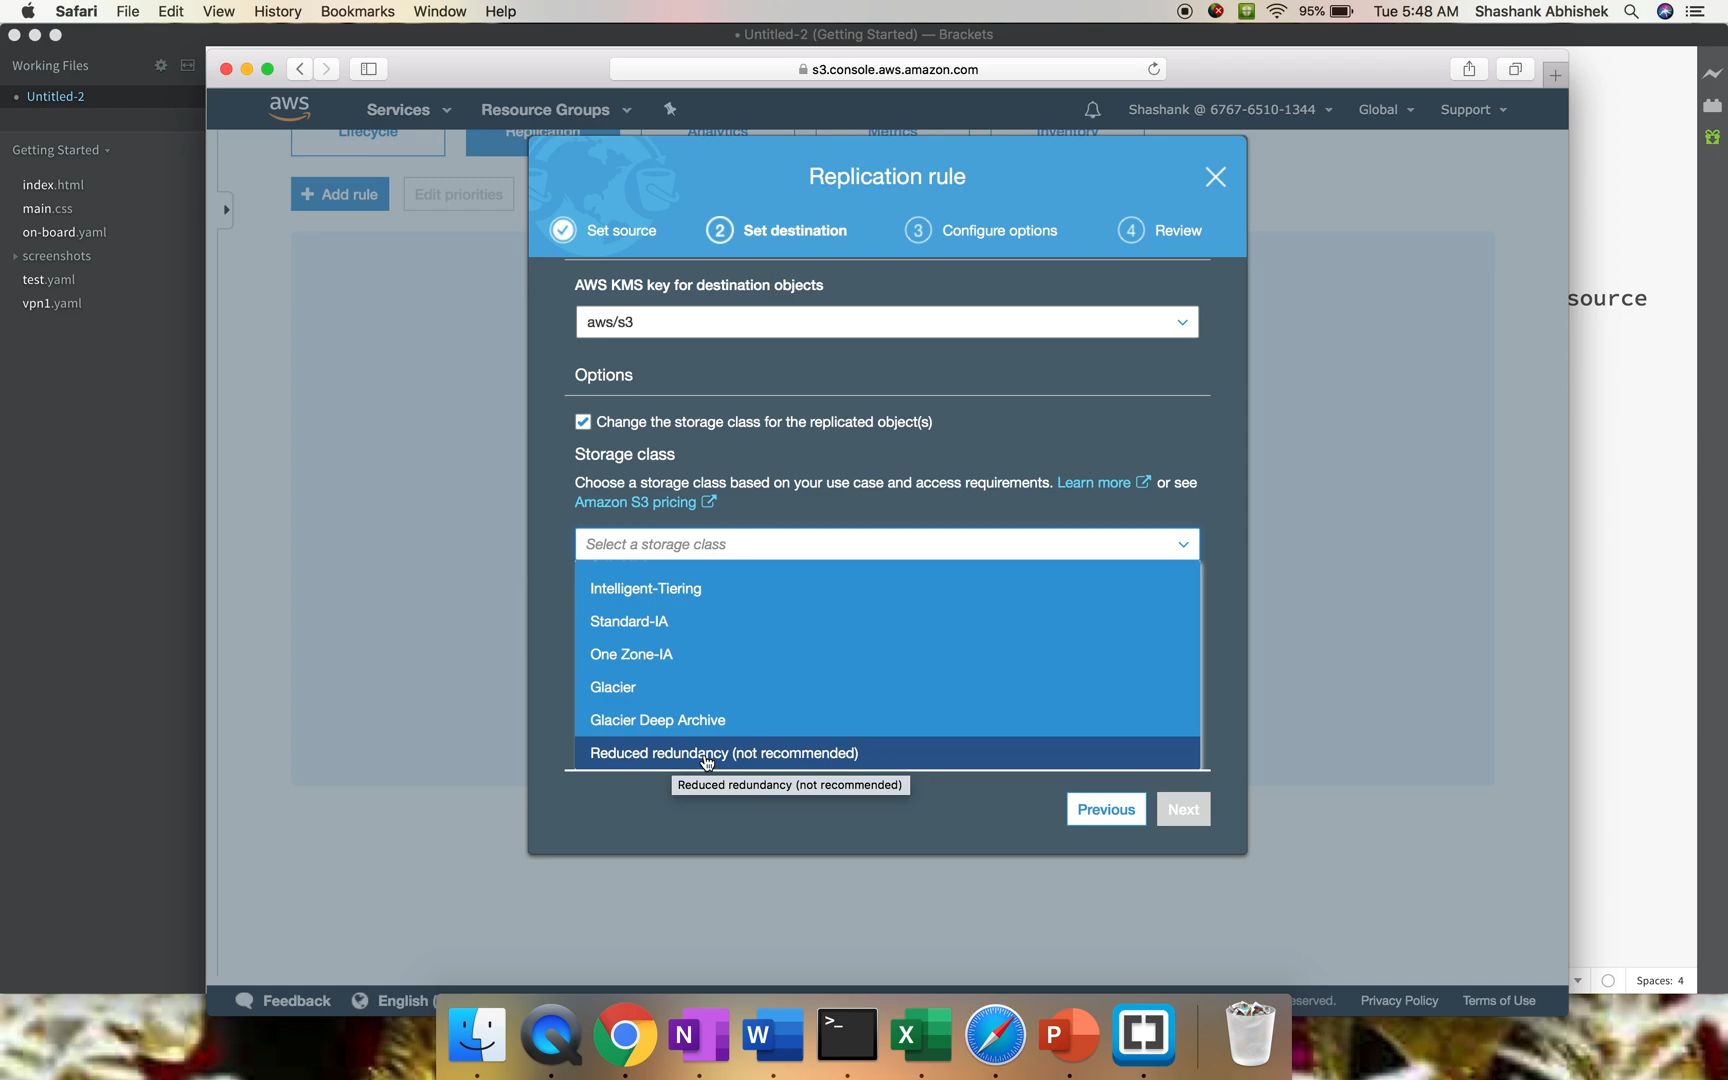 Safari File Edit View History Bookmarks Window Help 95% Tue 5:48 AM Shashank Abhishek
• Untitled-2 (Getting Started) — Brackets
Working Files
• Untitled-2
Getting Started
index.html
main.css
on-board.yaml
screenshots
test.yaml
vpn1.yaml
s3.console.aws.amazon.com
aws Services Resource Groups Shashank @ 6767-6510-1344 Global Support
Lifecycle Replication Analytics Metrics Inventory
+ Add rule Edit priorities
Replication rule
Set source 2 Set destination 3 Configure options 4 Review
AWS KMS key for destination objects
aws/s3
Options
Change the storage class for the replicated object(s)
Storage class
Choose a storage class based on your use case and access requirements. Learn more or see
Amazon S3 pricing
Select a storage class
Intelligent-Tiering
Standard-IA
One Zone-IA
Glacier
Glacier Deep Archive
Reduced redundancy (not recommended)
Reduced redundancy (not recommended)
Previous Next
source
Spaces: 4
Feedback English ( Privacy Policy Terms of Use
N W >_ X P